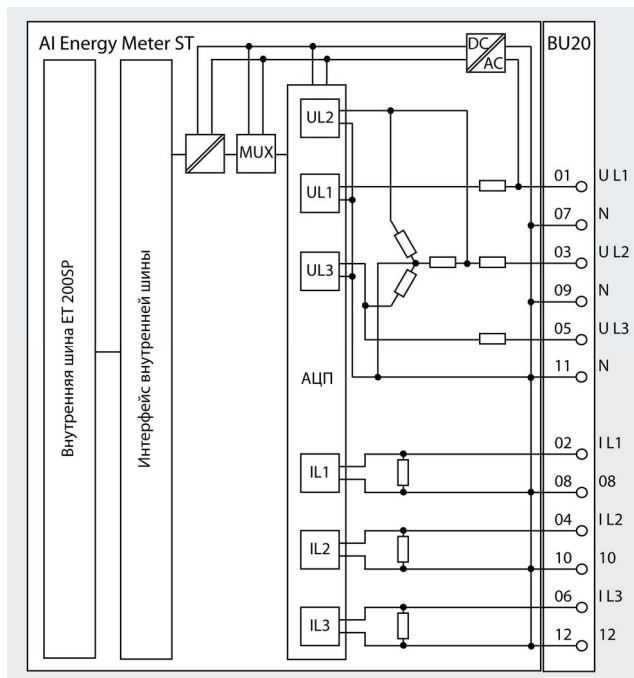 AI Energy Meter ST
DC
AC
BU20
UL2
MUX
UL1
UL3
АЦП
IL1
IL2
IL3
Внутренняя шина ET 200SP
Интерфейс внутренней шины
01 U L1
07 N
03 U L2
09 N
05 U L3
11 N
02 I L1
08 08
04 I L2
10 10
06 I L3
12 12